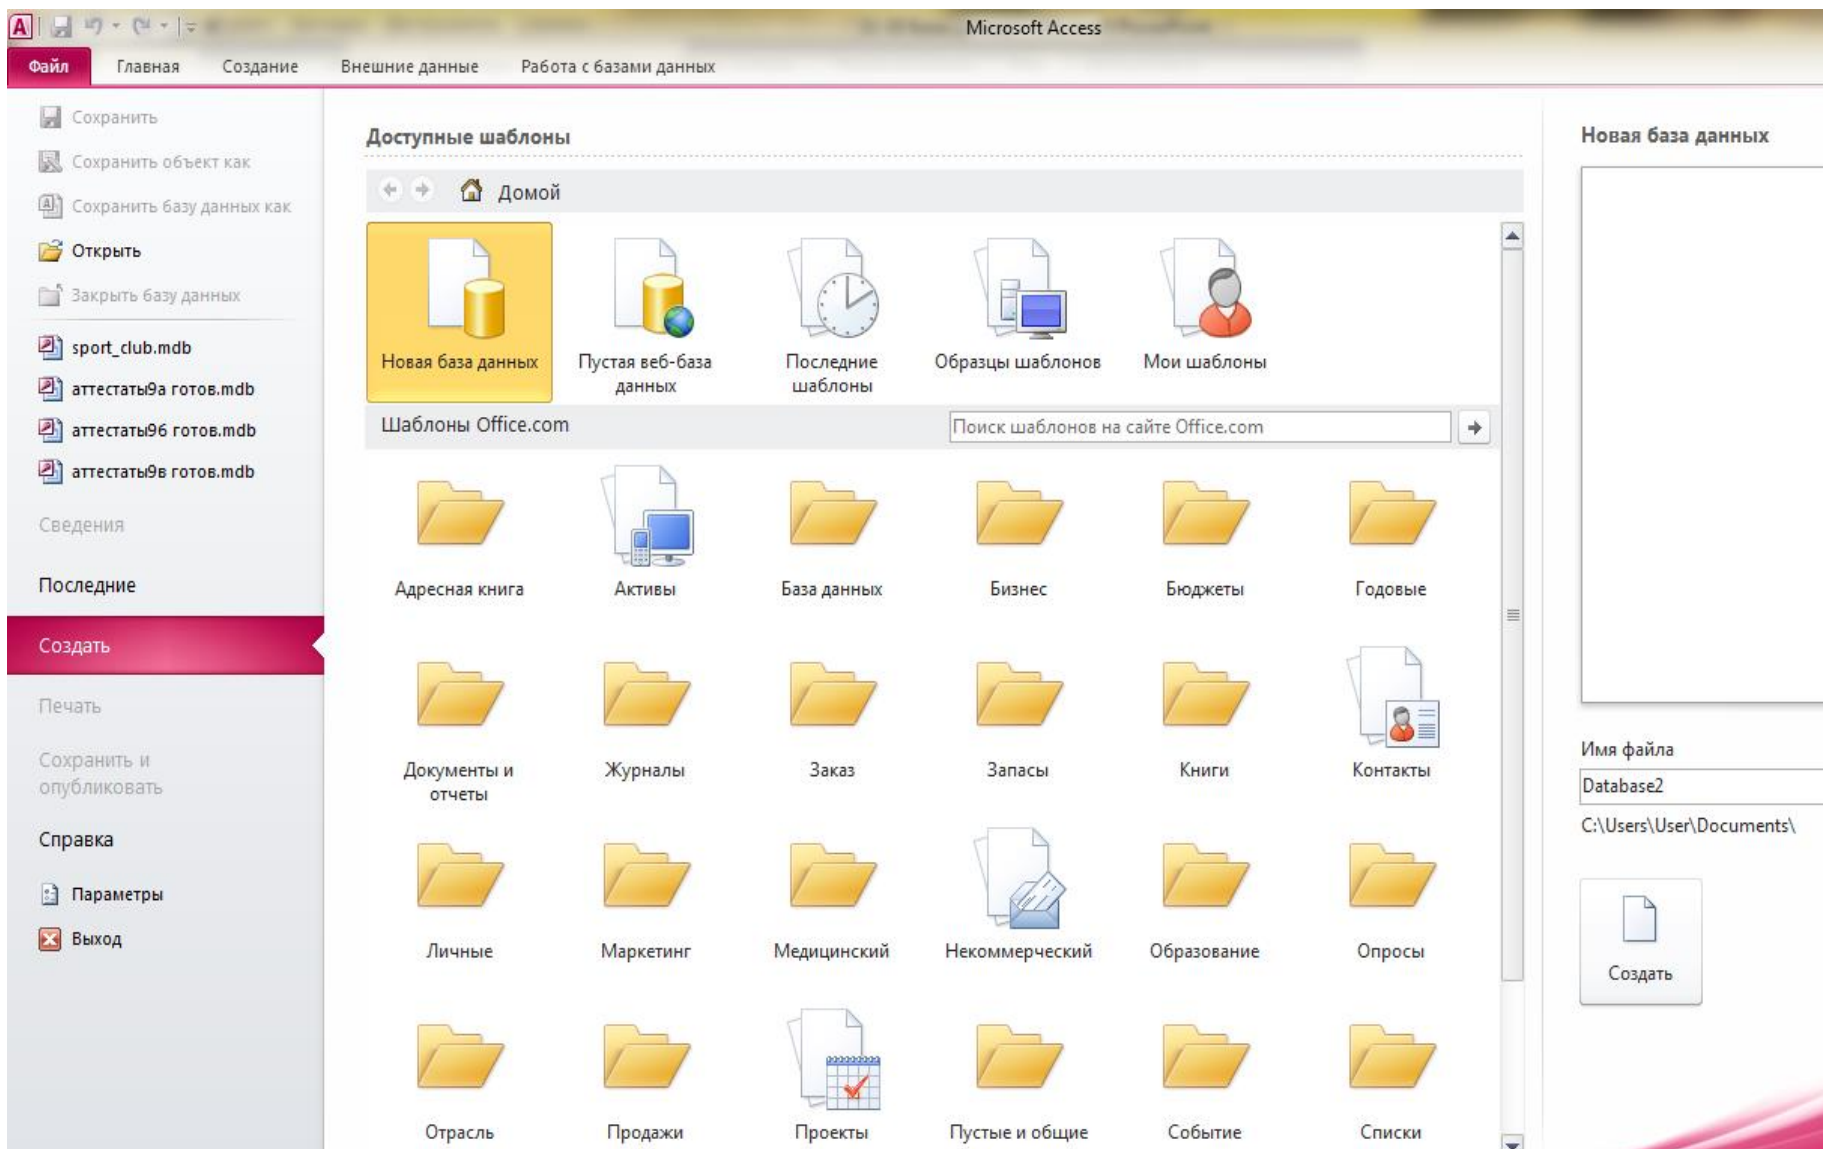 Microsoft Access
Файл
Главная
Создание
Внешние данные
Работа с базами данных
Сохранить
Сохранить объект как
Сохранить базу данных как
Открыть
Закрыть базу данных
sport_club.mdb
аттестаты9а готов.mdb
аттестаты9б готов.mdb
аттестаты9в готов.mdb
Сведения
Последние
Создать
Печать
Сохранить и
опубликовать
Справка
Параметры
Выход
Доступные шаблоны
Домой
Новая база данных
Пустая веб-база
данных
Последние
шаблоны
Образцы шаблонов
Мои шаблоны
Шаблоны Office.com
Поиск шаблонов на сайте Office.com
Адресная книга
Активы
База данных
Бизнес
Бюджеты
Годовые
Документы и
отчеты
Журналы
Заказ
Запасы
Книги
Контакты
Личные
Маркетинг
Медицинский
Некоммерческий
Образование
Опросы
Отрасль
Продажи
Проекты
Пустые и общие
Событие
Списки
Новая база данных
Имя файла
Database2
C:\Users\User\Documents\
Создать